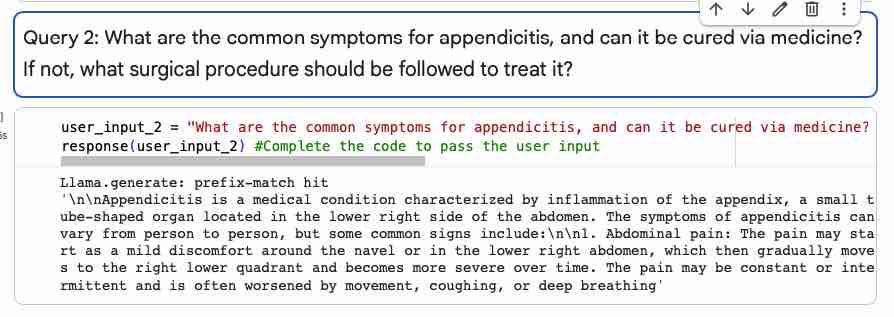 Query 2: What are the common symptoms for appendicitis, and can it be cured via medicine?
If not, what surgical procedure should be followed to treat it?
]
6s
user_input_2 = "What are the common symptoms for appendicitis, and can it be cured via medicine?
response(user_input_2) #Complete the code to pass the user input
Llama.generate: prefix-match hit
'\n\nAppendicitis is a medical condition characterized by inflammation of the appendix, a small t
ube-shaped organ located in the lower right side of the abdomen. The symptoms of appendicitis can
vary from person to person, but some common signs include:\n\n1. Abdominal pain: The pain may sta
rt as a mild discomfort around the navel or in the lower right abdomen, which then gradually move
s to the right lower quadrant and becomes more severe over time. The pain may be constant or inte
rmittent and is often worsened by movement, coughing, or deep breathing'